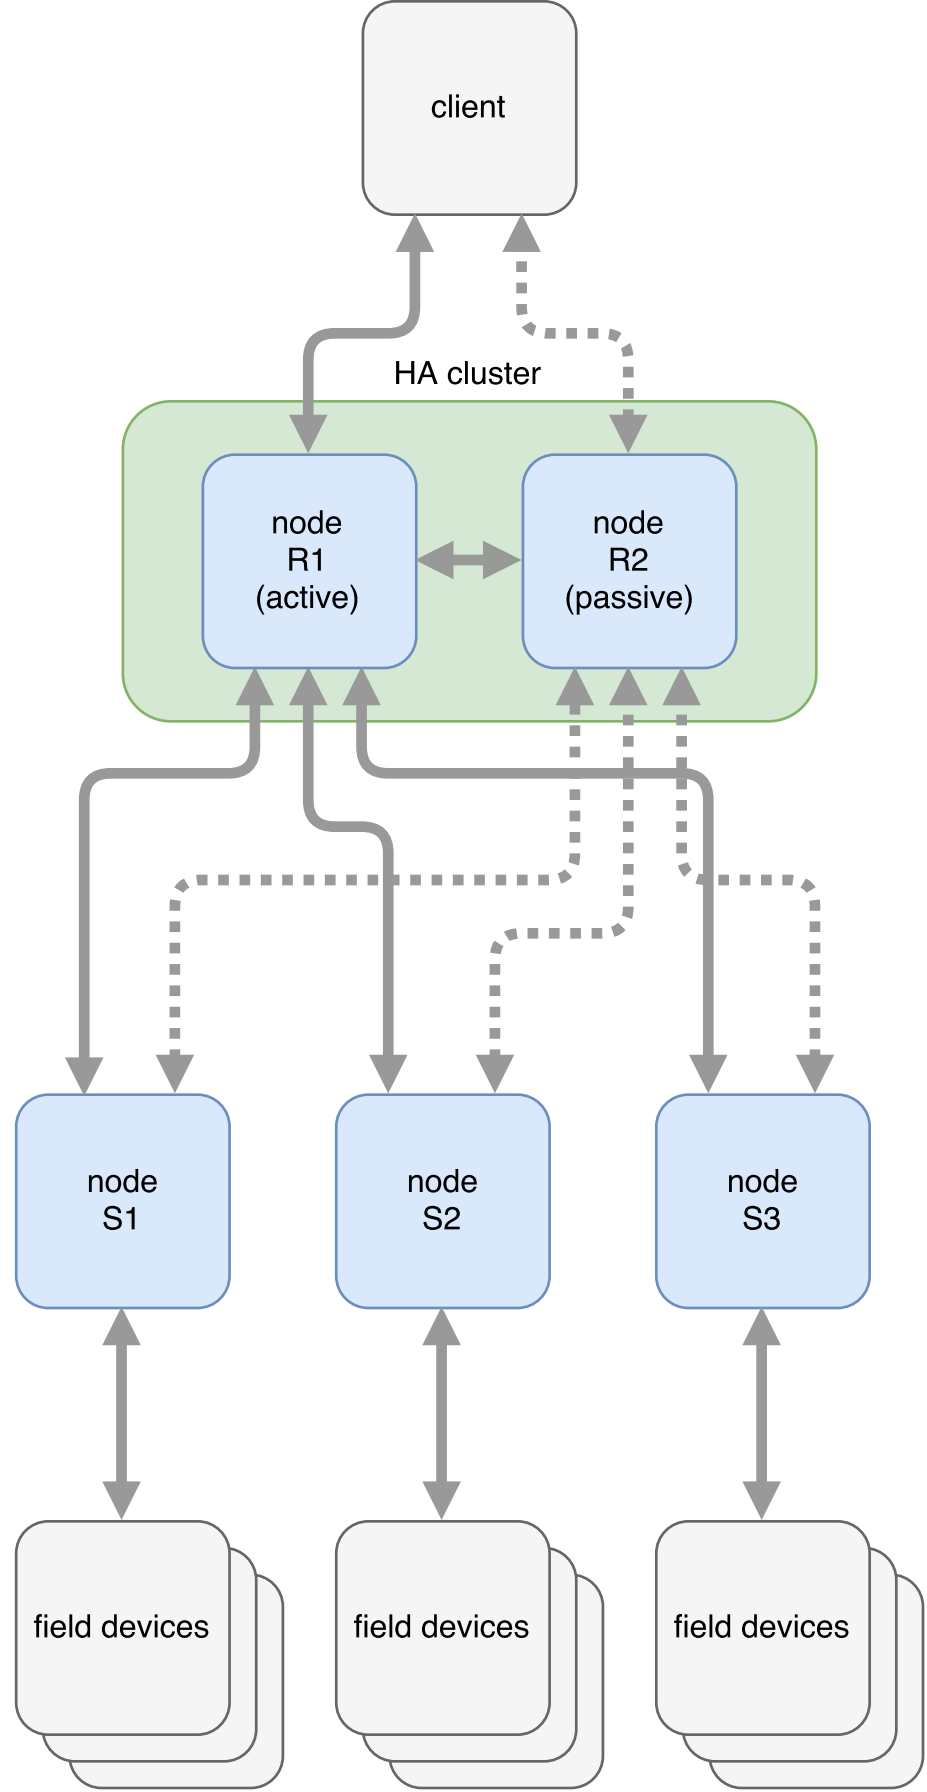 client
HA cluster
node
R1
(active)
node
R2
(passive)
node
S1
node
S2
node
S3
field devices
field devices
field devices